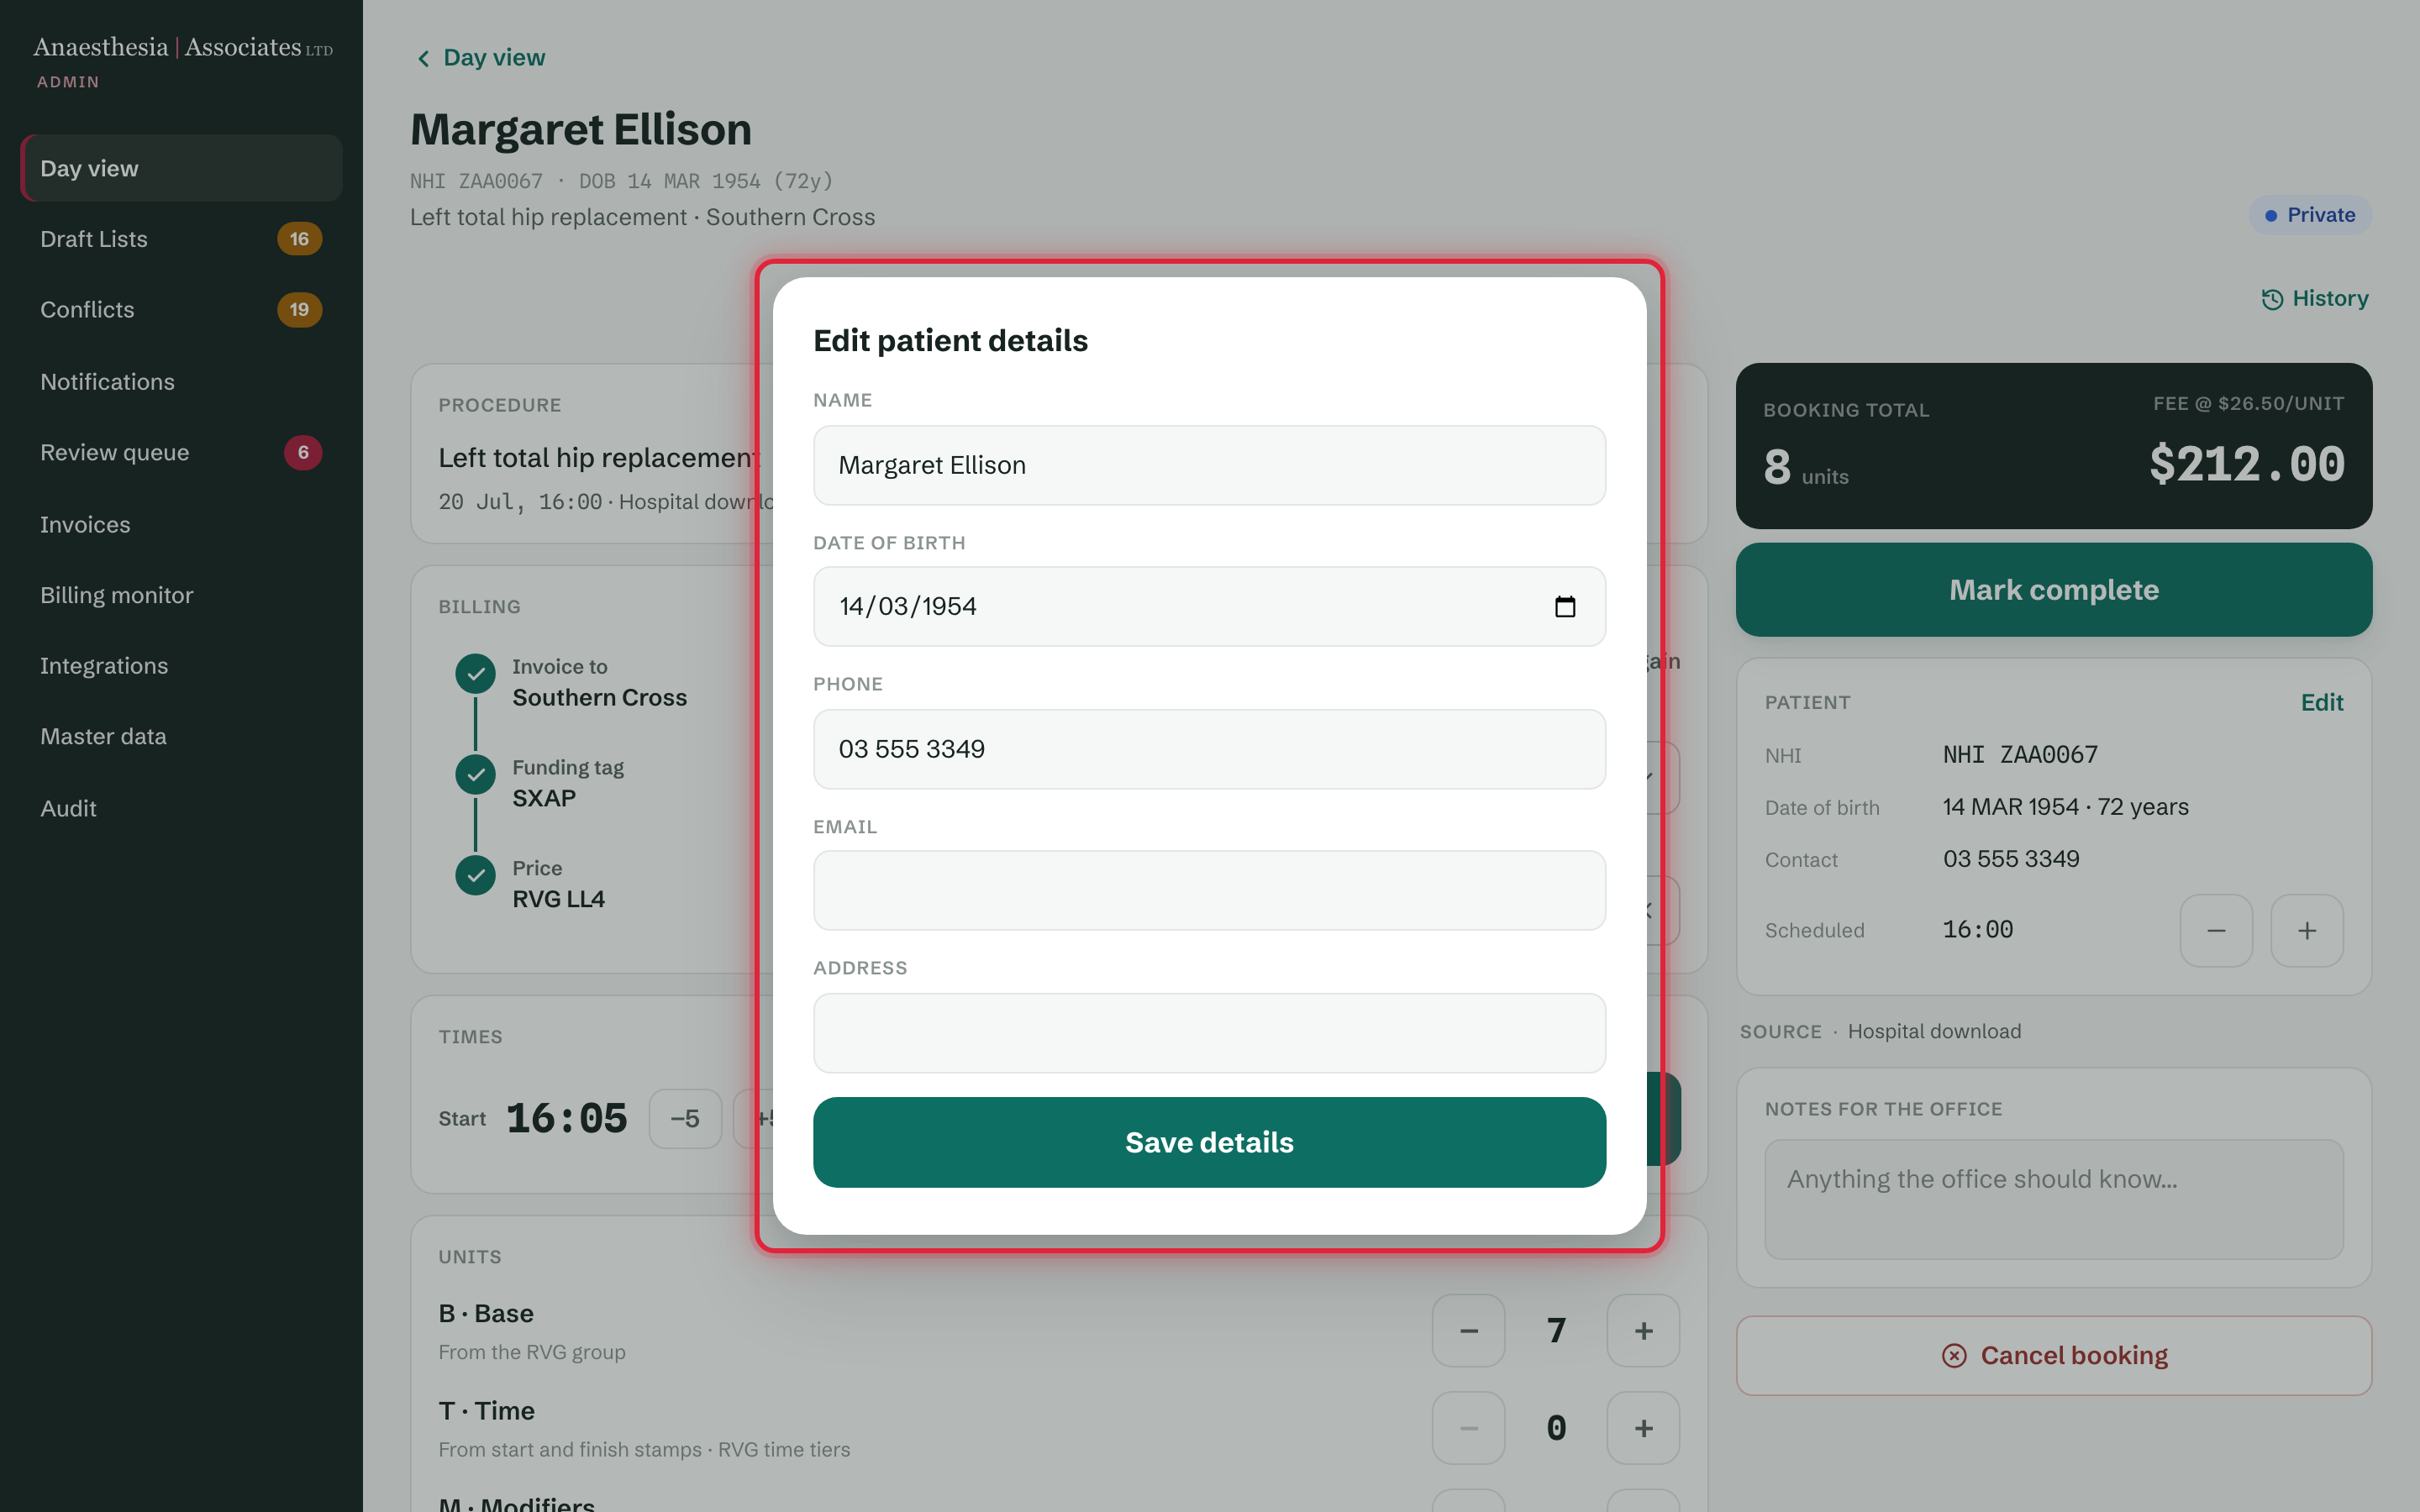 Anaesthesia | Associates LTD
ADMIN
Day view
Draft Lists 16
Conflicts 19
Notifications
Review queue 6
Invoices
Billing monitor
Integrations
Master data
Audit
Day view
Margaret Ellison
NHI ZAA0067 · DOB 14 MAR 1954 (72y)
Left total hip replacement · Southern Cross
Private
History
PROCEDURE
Left total hip replacement
20 Jul, 16:00 · Hospital
BILLING
Invoice to
Southern Cross
Funding tag
SXAP
Price
RVG LL4
TIMES
Start 16:05 −5
UNITS
B · Base
From the RVG group
− 7 +
T · Time
From start and finish stamps · RVG time tiers
− 0 +
M · Modifiers
Edit patient details
NAME
Margaret Ellison
DATE OF BIRTH
14/03/1954
PHONE
03 555 3349
EMAIL
ADDRESS
Save details
BOOKING TOTAL
8 units
FEE @ $26.50/UNIT
$212.00
Mark complete
PATIENT Edit
NHI NHI ZAA0067
Date of birth 14 MAR 1954 · 72 years
Contact 03 555 3349
Scheduled 16:00 − +
SOURCE · Hospital download
NOTES FOR THE OFFICE
Anything the office should know...
Cancel booking